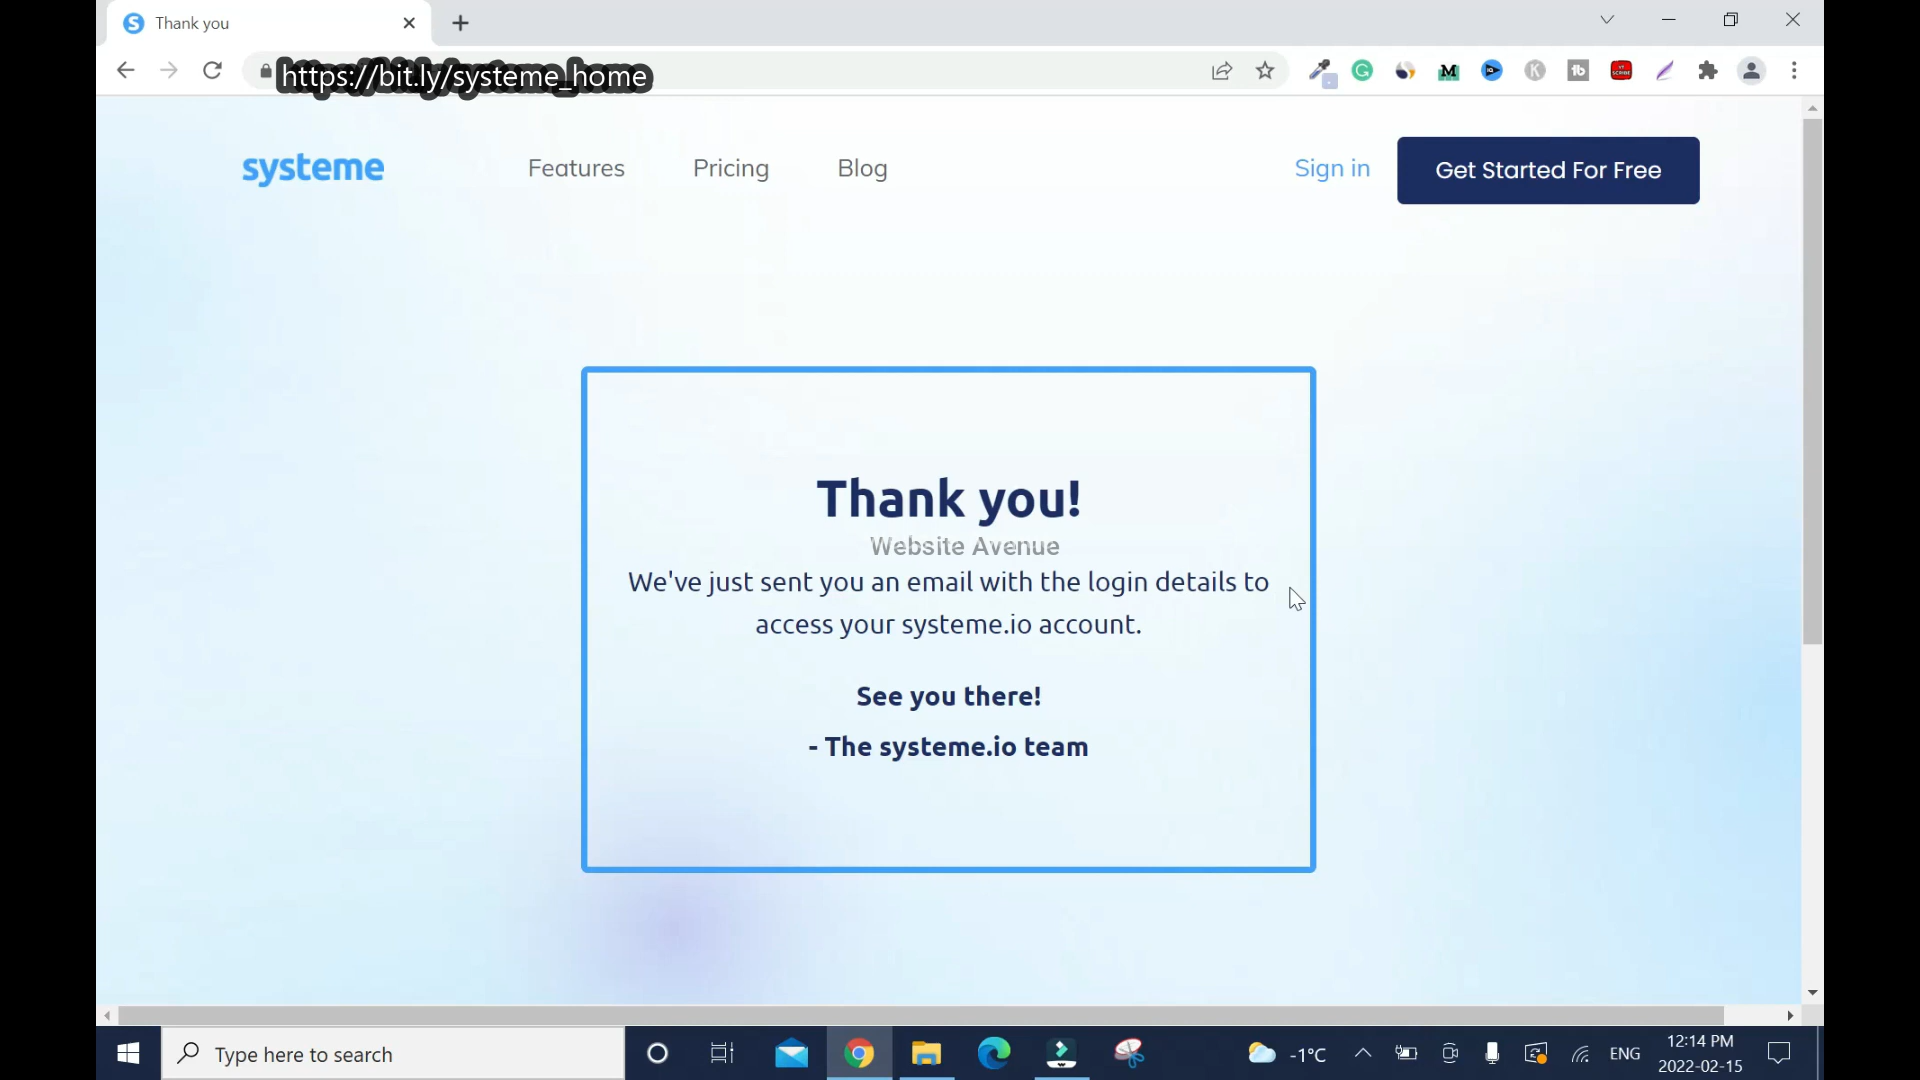 Thank you
https://bit.ly/systeme_home
systeme
Features
Pricing
Blog
Sign in
Get Started For Free
Thank you!
Website Avenue
We've just sent you an email with the login details to
access your systeme.io account.
See you there!
- The systeme.io team
Type here to search
-1°C
ENG
12:14 PM
2022-02-15